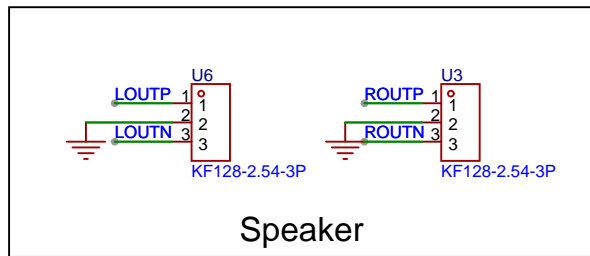 U6
LOUTP 1 1
2 2
LOUTN 3 3
KF128-2.54-3P
U3
ROUTP 1 1
2 2
ROUTN 3 3
KF128-2.54-3P
Speaker